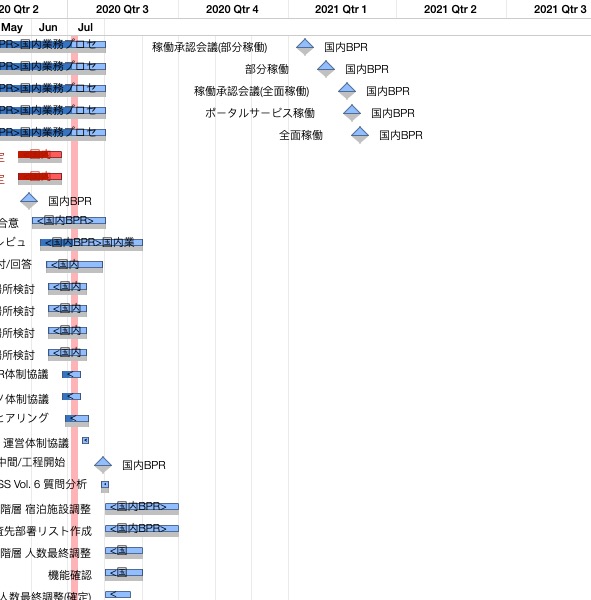 20 Qtr 2 2020 Qtr 3 2020 Qtr 4 2021 Qtr 1 2021 Qtr 2 2021 Qtr 3
May Jun Jul
PR>国内業務プロセ 稼働承認会議(部分稼働) 国内BPR
PR>国内業務プロセ 部分稼働 国内BPR
PR>国内業務プロセ 稼働承認会議(全面稼働) 国内BPR
PR>国内業務プロセ ポータルサービス稼働 国内BPR
PR>国内業務プロセ 全面稼働 国内BPR
定
定
国内BPR
合意 <国内BPR>
レビュ <国内BPR>国内業
付/回答 <国内
場所検討 <国内
場所検討 <国内
場所検討 <国内
場所検討 <国内
R体制協議 <
体制協議 <
ヒアリング <
運営体制協議
中間/工程開始 国内BPR
SS Vol. 6 質問分析
階層 宿泊施設調整 <国内BPR>
先部署リスト作成 <国内BPR>
階層 人数最終調整 <国
機能確認 <国
人数最終調整(確定) <